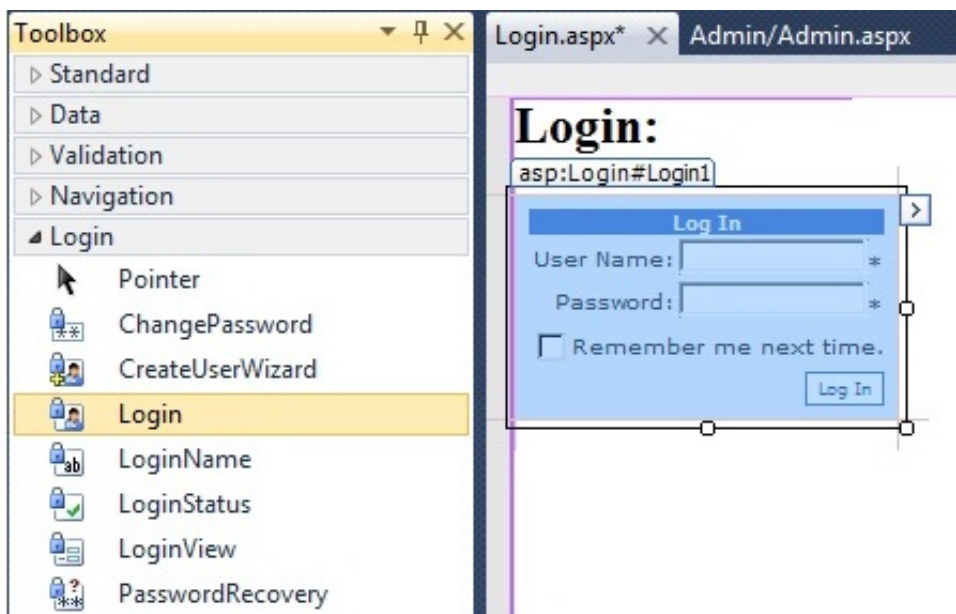 Toolbox
Standard
Data
Validation
Navigation
Login
Pointer
ChangePassword
CreateUserWizard
Login
LoginName
LoginStatus
LoginView
PasswordRecovery
Login.aspx* Admin/Admin.aspx
Login:
asp:Login#Login1
Log In
User Name: *
Password: *
Remember me next time.
Log In